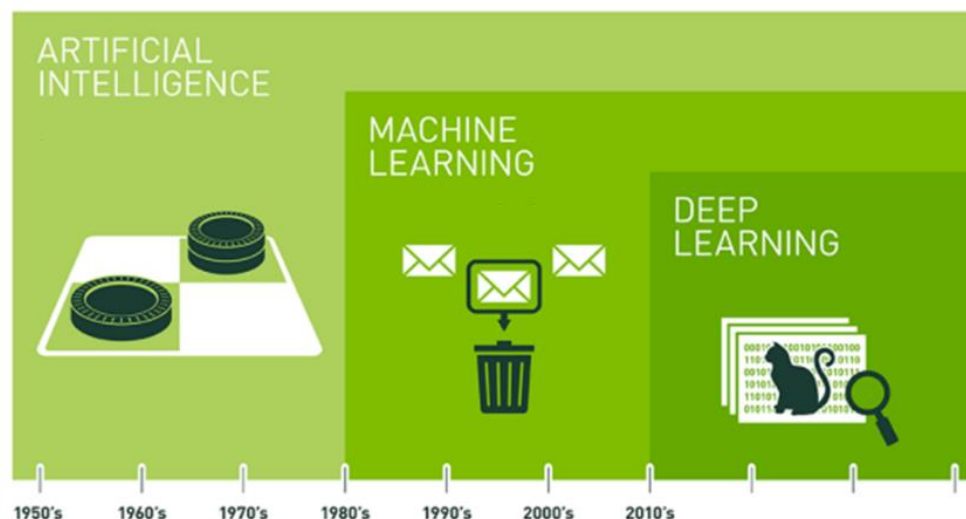 ARTIFICIAL
INTELLIGENCE
MACHINE
LEARNING
DEEP
LEARNING
1950's 1960's 1970's 1980's 1990's 2000's 2010's